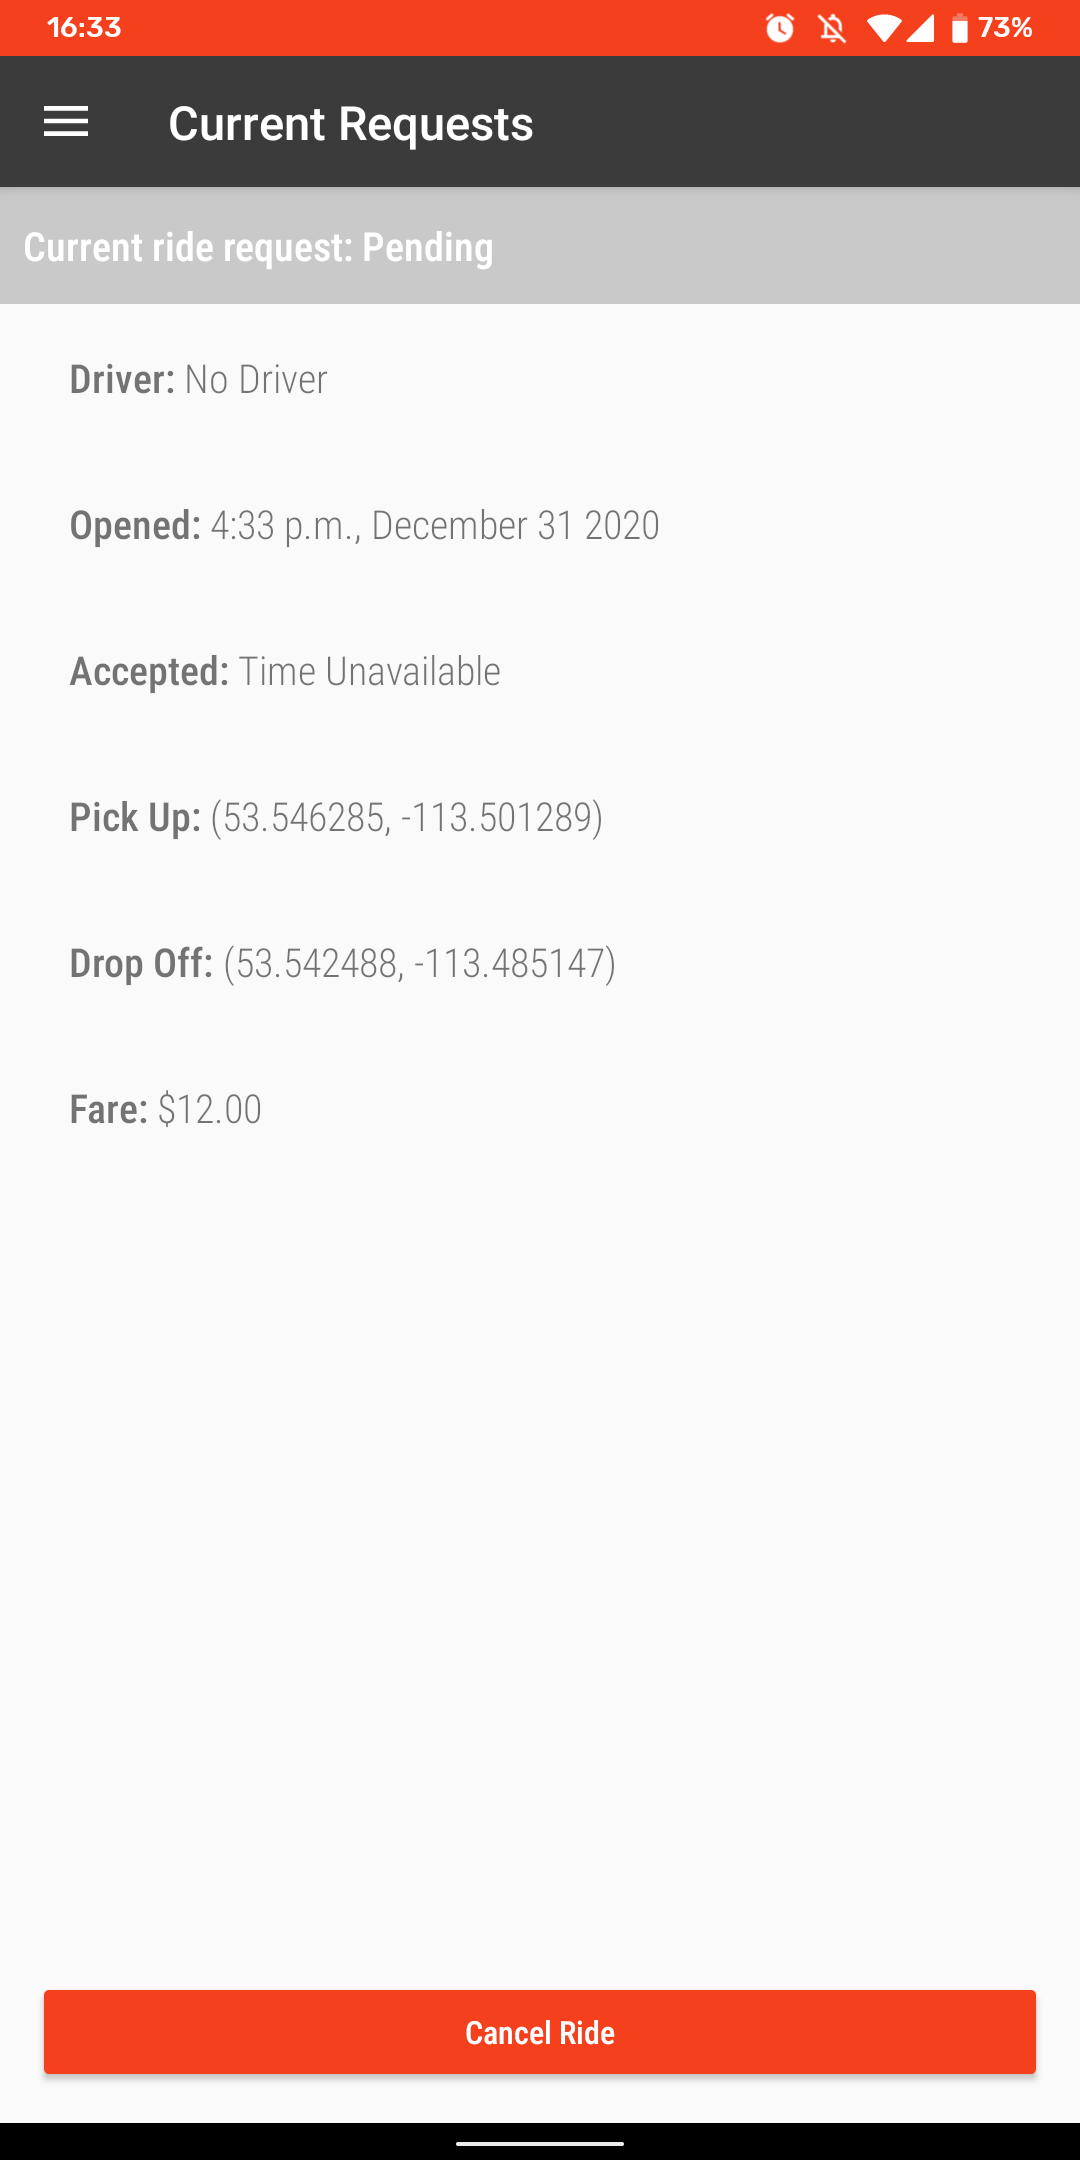 16:33
73%
Current Requests
Current ride request: Pending
Driver: No Driver
Opened: 4:33 p.m., December 31 2020
Accepted: Time Unavailable
Pick Up: (53.546285, -113.501289)
Drop Off: (53.542488, -113.485147)
Fare: $12.00
Cancel Ride